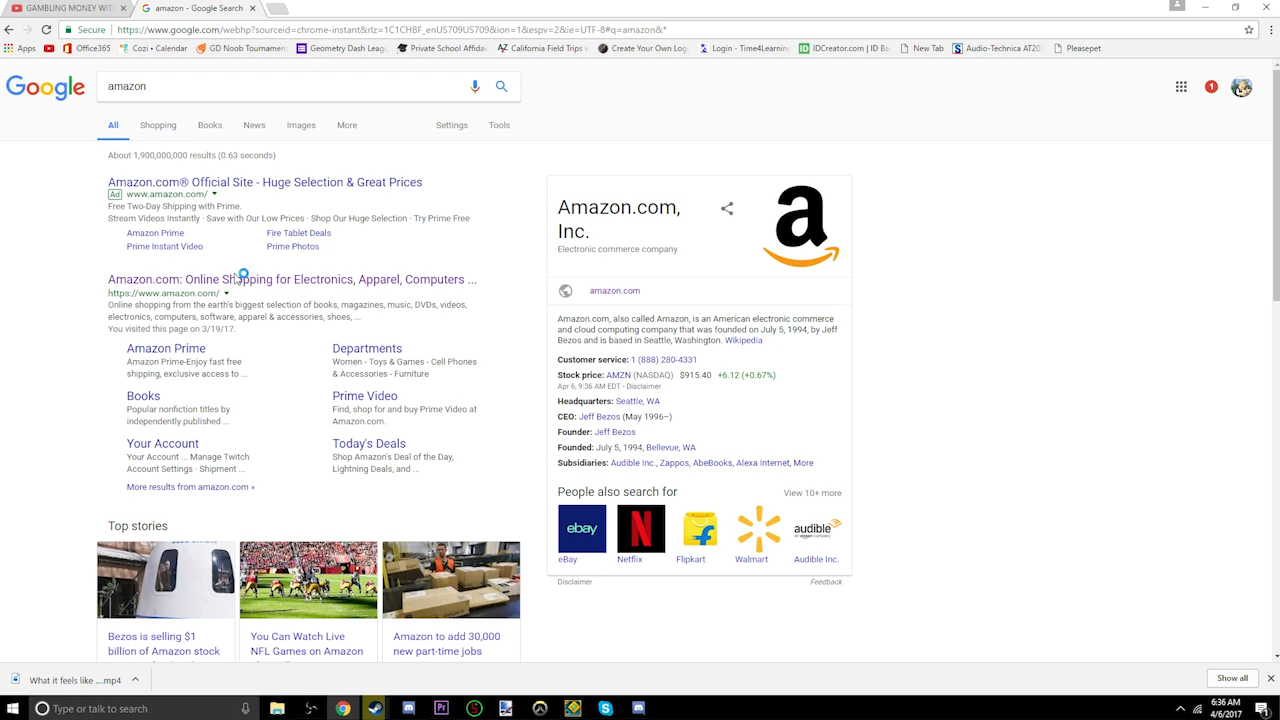 GAMBLING MONEY WIT
amazon - Google Search
Secure
https://www.google.com/webhp?sourceid=chrome-instant&rlz=1C1CHBF_enUS709US709&ion=1&espv=2&ie=UTF-8#q=amazon&*
Apps
Office365
Cozi • Calendar
GD Noob Tournament
Geometry Dash Leagu
Private School Affidav
California Field Trips w
Create Your Own Logo
Login - Time4Learning
IDCreator.com | ID Ba
New Tab
Audio-Technica AT20
Pleasepet
Google
amazon
1
All
Shopping
Books
News
Images
More
Settings
Tools
About 1,900,000,000 results (0.63 seconds)
Amazon.com® Official Site - Huge Selection & Great Prices
Ad www.amazon.com/
Free Two-Day Shipping with Prime.
Stream Videos Instantly · Save with Our Low Prices · Shop Our Huge Selection · Try Prime Free
Amazon Prime
Fire Tablet Deals
Prime Instant Video
Prime Photos
Amazon.com: Online Shopping for Electronics, Apparel, Computers ...
https://www.amazon.com/
Online shopping from the earth's biggest selection of books, magazines, music, DVDs, videos,
electronics, computers, software, apparel & accessories, shoes, ...
You visited this page on 3/19/17.
Amazon Prime
Amazon Prime-Enjoy fast free
shipping, exclusive access to ...
Departments
Women - Toys & Games - Cell Phones
& Accessories - Furniture
Books
Popular nonfiction titles by
independently published ...
Prime Video
Find, shop for and buy Prime Video at
Amazon.com.
Your Account
Your Account ... Manage Twitch
Account Settings · Shipment ...
Today's Deals
Shop Amazon's Deal of the Day,
Lightning Deals, and ...
More results from amazon.com »
Top stories
Bezos is selling $1
billion of Amazon stock
You Can Watch Live
NFL Games on Amazon
Amazon to add 30,000
new part-time jobs
Amazon.com,
Inc.
Electronic commerce company
a
amazon.com
Amazon.com, also called Amazon, is an American electronic commerce
and cloud computing company that was founded on July 5, 1994, by Jeff
Bezos and is based in Seattle, Washington. Wikipedia
Customer service: 1 (888) 280-4331
Stock price: AMZN (NASDAQ) $915.40 +6.12 (+0.67%)
Apr 6, 9:36 AM EDT - Disclaimer
Headquarters: Seattle, WA
CEO: Jeff Bezos (May 1996–)
Founder: Jeff Bezos
Founded: July 5, 1994, Bellevue, WA
Subsidiaries: Audible Inc., Zappos, AbeBooks, Alexa Internet, More
People also search for
View 10+ more
ebay
N
f
audible
eBay
Netflix
Flipkart
Walmart
Audible Inc.
Disclaimer
Feedback
What it feels like ....mp4
Show all
Type or talk to search
Pr
6:36 AM
4/6/2017
1